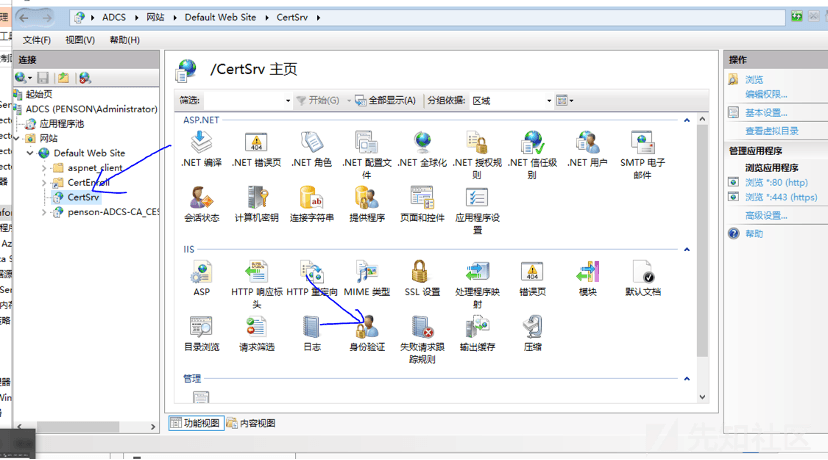 ADCS 网站 Default Web Site CertSrv
文件(F) 视图(V) 帮助(H)
连接
起始页
ADCS (PENSON\Administrator)
应用程序池
网站
Default Web Site
aspnet_client
CertEnroll
CertSrv
penson-ADCS-CA_CES
/CertSrv 主页
筛选: 开始(G) 全部显示(A) 分组依据: 区域
ASP.NET
.NET 编译 .NET 错误页 .NET 角色 .NET 配置文件 .NET 全球化 .NET 授权规则 .NET 信任级别 .NET 用户 SMTP 电子邮件
会话状态 计算机密钥 连接字符串 提供程序 页面和控件 应用程序设置
IIS
ASP HTTP 响应标头 HTTP 重定向 MIME 类型 SSL 设置 处理程序映射 错误页 模块 默认文档
目录浏览 请求筛选 日志 身份验证 失败请求跟踪规则 输出缓存 压缩
管理
功能视图 内容视图
操作
浏览
编辑权限...
基本设置...
查看虚拟目录
管理应用程序
浏览应用程序
浏览 *:80 (http)
浏览 *:443 (https)
高级设置...
帮助
先知社区